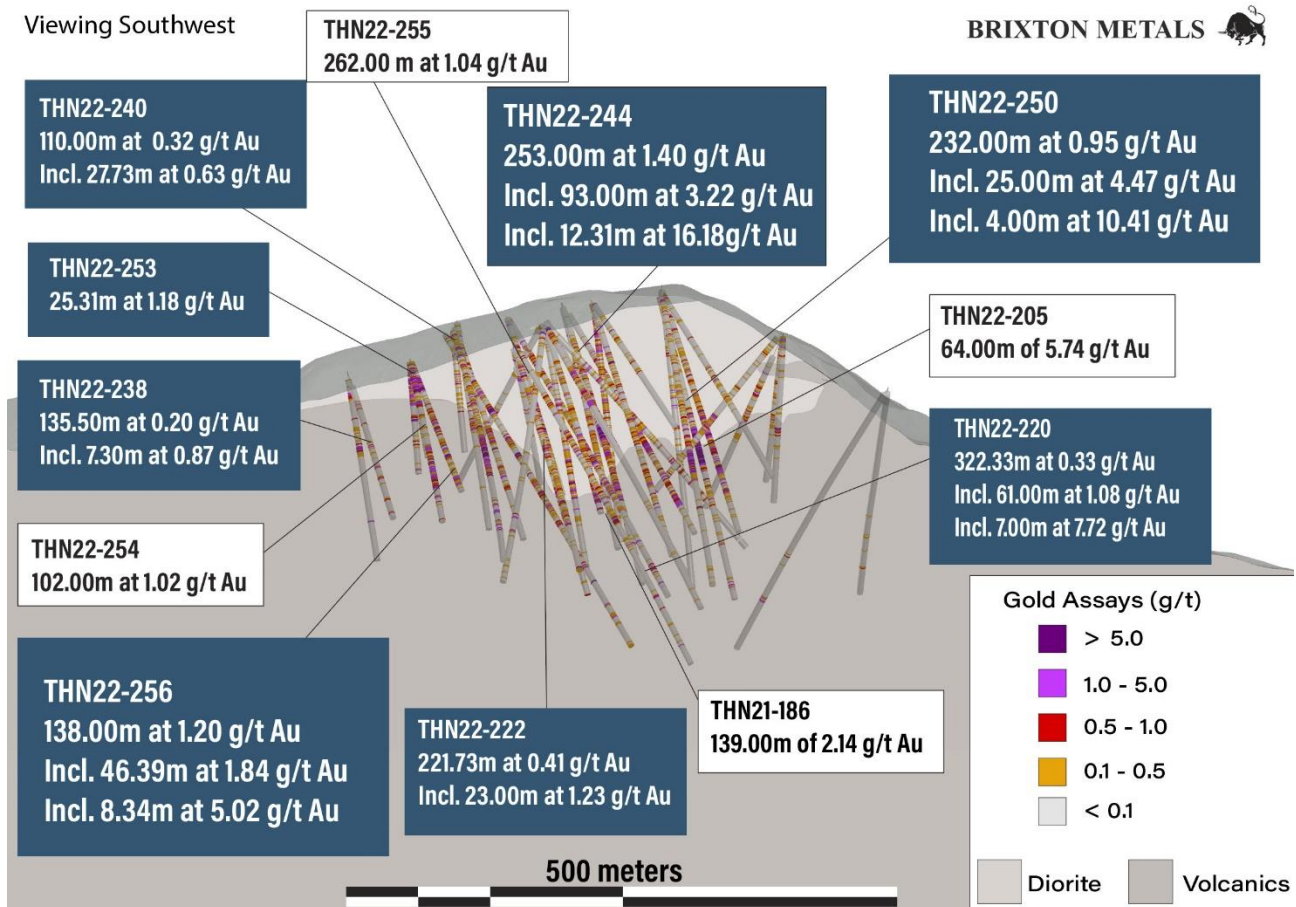 Viewing Southwest
BRIXTON METALS
THN22-255
262.00 m at 1.04 g/t Au
THN22-240
110.00m at 0.32 g/t Au
Incl. 27.73m at 0.63 g/t Au
THN22-244
253.00m at 1.40 g/t Au
Incl. 93.00m at 3.22 g/t Au
Incl. 12.31m at 16.18g/t Au
THN22-250
232.00m at 0.95 g/t Au
Incl. 25.00m at 4.47 g/t Au
Incl. 4.00m at 10.41 g/t Au
THN22-253
25.31m at 1.18 g/t Au
THN22-205
64.00m of 5.74 g/t Au
THN22-238
135.50m at 0.20 g/t Au
Incl. 7.30m at 0.87 g/t Au
THN22-220
322.33m at 0.33 g/t Au
Incl. 61.00m at 1.08 g/t Au
Incl. 7.00m at 7.72 g/t Au
THN22-254
102.00m at 1.02 g/t Au
THN22-256
138.00m at 1.20 g/t Au
Incl. 46.39m at 1.84 g/t Au
Incl. 8.34m at 5.02 g/t Au
THN22-222
221.73m at 0.41 g/t Au
Incl. 23.00m at 1.23 g/t Au
THN21-186
139.00m of 2.14 g/t Au
Gold Assays (g/t)
> 5.0
1.0 - 5.0
0.5 - 1.0
0.1 - 0.5
< 0.1
Diorite
Volcanics
500 meters